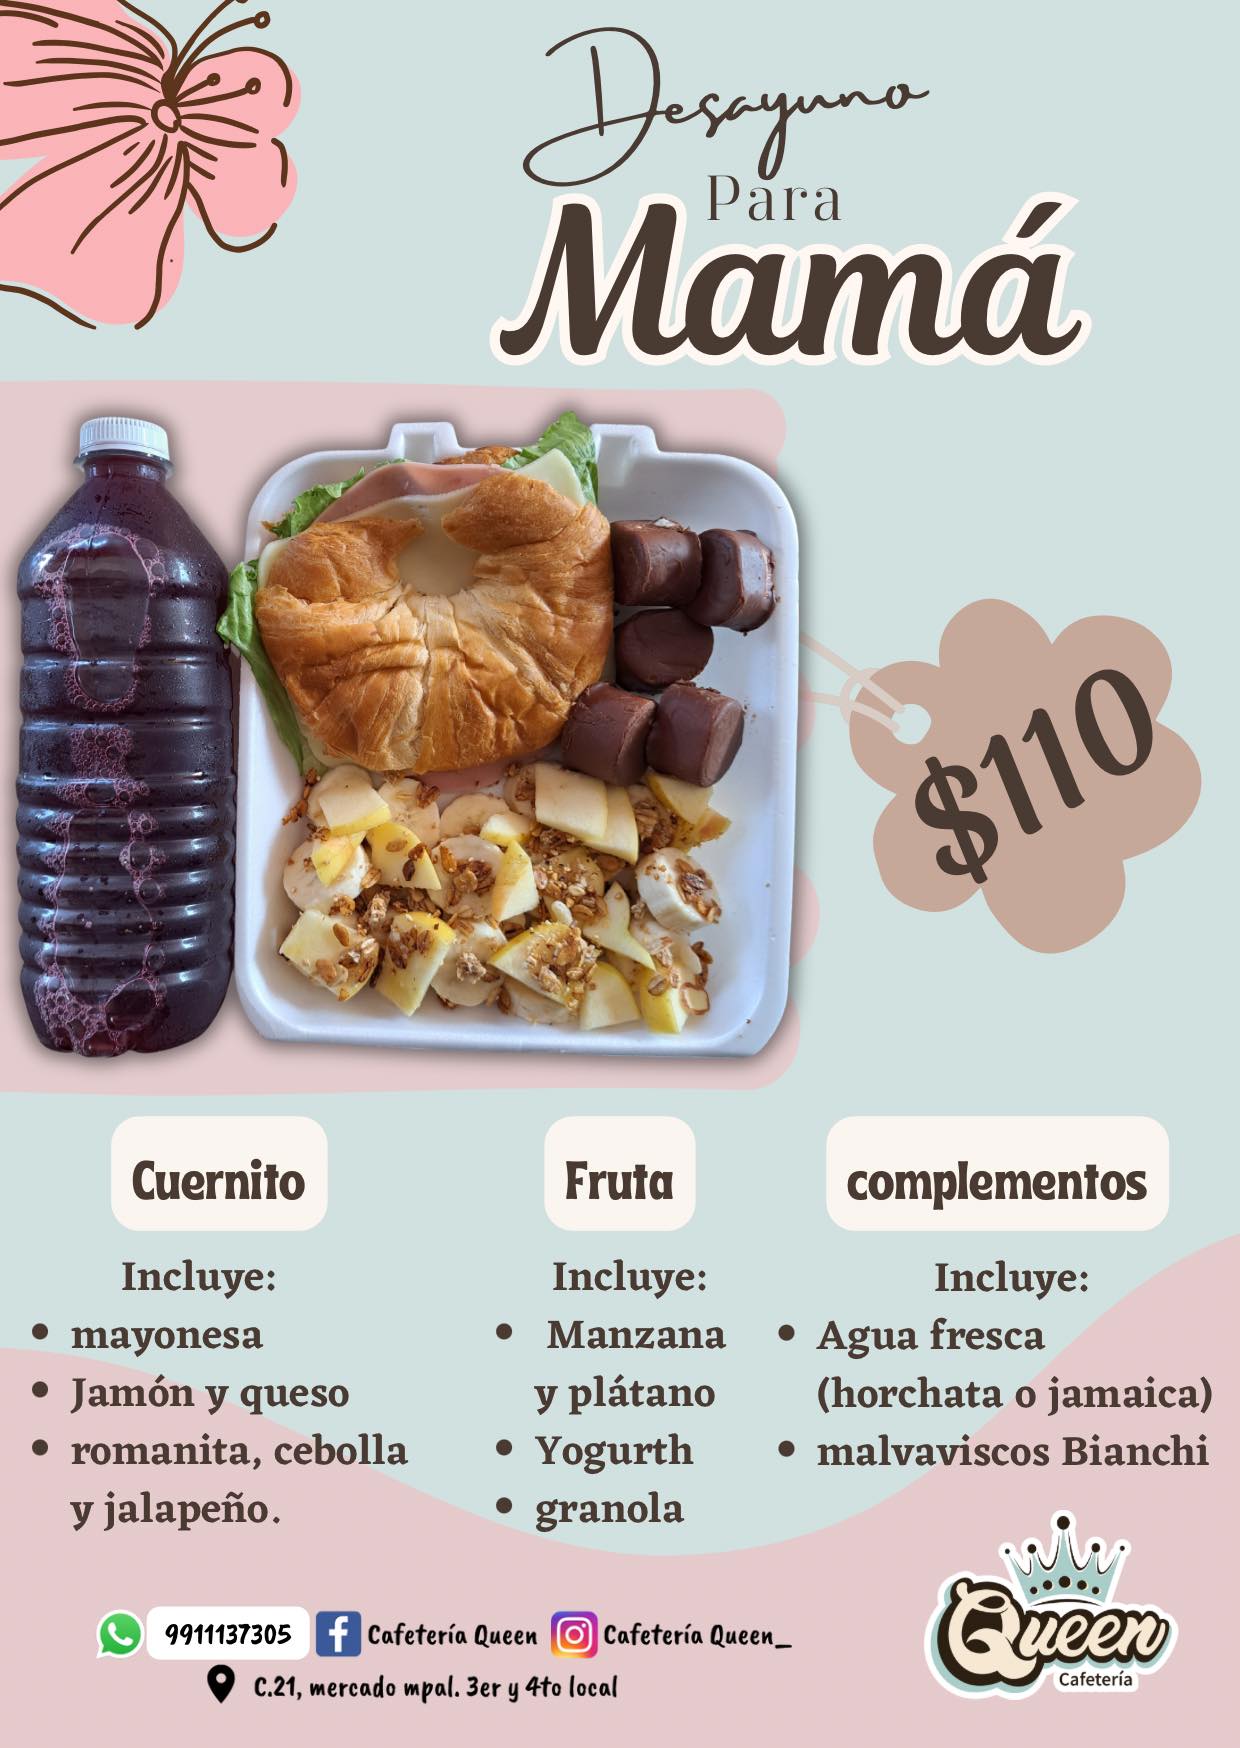 Desayuno
Para
Mamá
$110
Cuernito
Incluye:
• mayonesa
• Jamón y queso
• romanita, cebolla
y jalapeño.
Fruta
Incluye:
• Manzana
y plátano
• Yogurth
• granola
complementos
Incluye:
• Agua fresca
(horchata o jamaica)
• malvaviscos Bianchi
9911137305 Cafetería Queen Cafetería Queen_
C.21, mercado mpal. 3er y 4to local
Queen
Cafetería